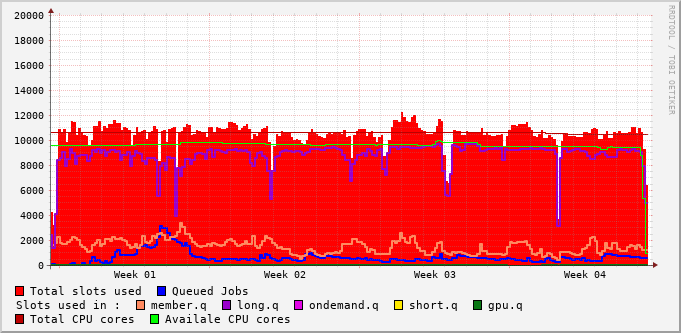 RRDTOOL / TOBI OETIKER
20000
18000
16000
14000
12000
10000
8000
6000
4000
2000
0
Week 01 Week 02 Week 03 Week 04
Total slots used Queued Jobs
Slots used in : member.q long.q ondemand.q short.q gpu.q
Total CPU cores Availale CPU cores